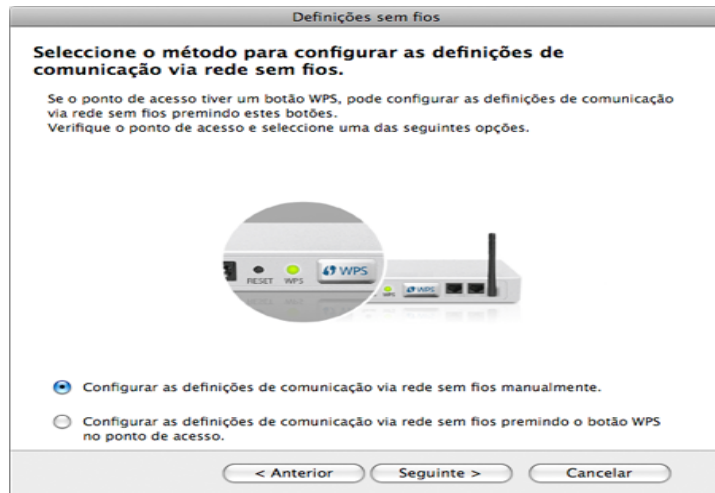 Definições sem fios
Seleccione o método para configurar as definições de
comunicação via rede sem fios.
Se o ponto de acesso tiver um botão WPS, pode configurar as definições de comunicação
via rede sem fios premindo estes botões.
Verifique o ponto de acesso e seleccione uma das seguintes opções.
RESET WPS WPS
WPS WPS
Configurar as definições de comunicação via rede sem fios manualmente.
Configurar as definições de comunicação via rede sem fios premindo o botão WPS
no ponto de acesso.
< Anterior Seguinte > Cancelar